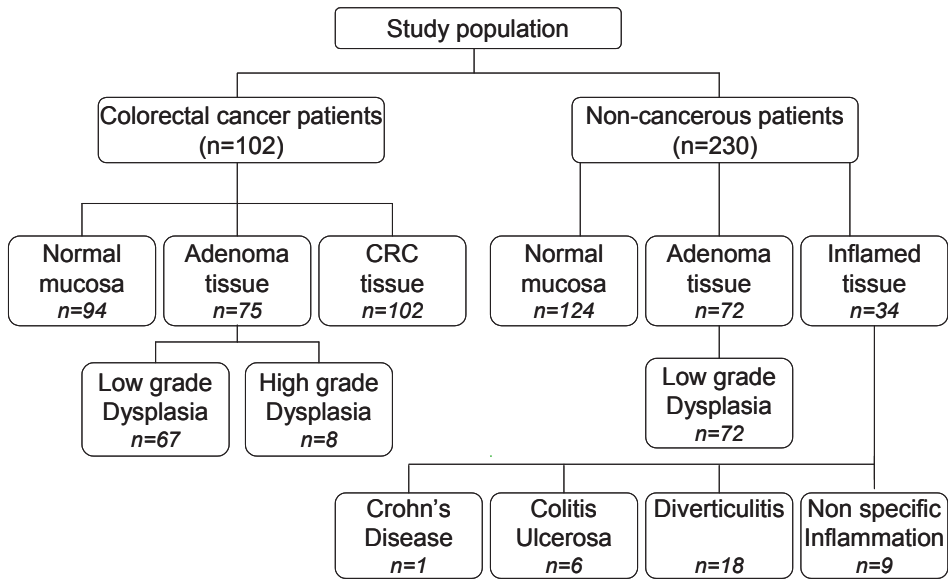 Study population
Colorectal cancer patients
(n=102)
Non-cancerous patients
(n=230)
Normal
mucosa
n=94
Adenoma
tissue
n=75
CRC
tissue
n=102
Normal
mucosa
n=124
Adenoma
tissue
n=72
Inflamed
tissue
n=34
Low grade
Dysplasia
n=67
High grade
Dysplasia
n=8
Low grade
Dysplasia
n=72
Crohn's
Disease
n=1
Colitis
Ulcerosa
n=6
Diverticulitis
n=18
Non specific
Inflammation
n=9